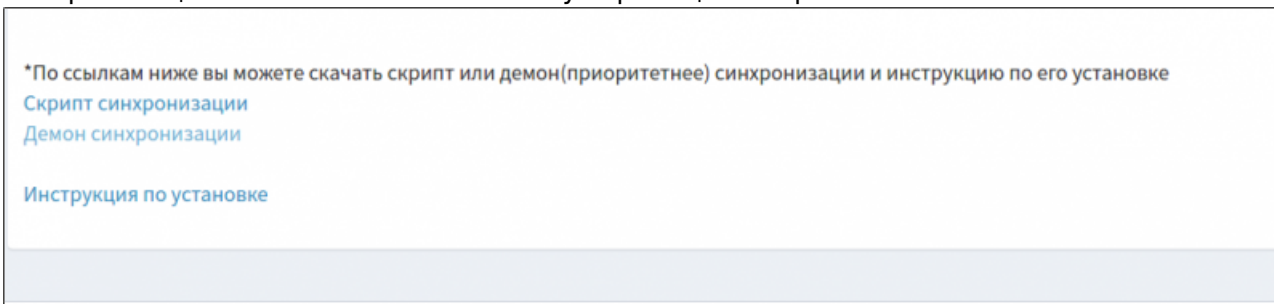 *По ссылкам ниже вы можете скачать скрипт или демон(приоритетнее) синхронизации и инструкцию по его установке
Скрипт синхронизации
Демон синхронизации
Инструкция по установке